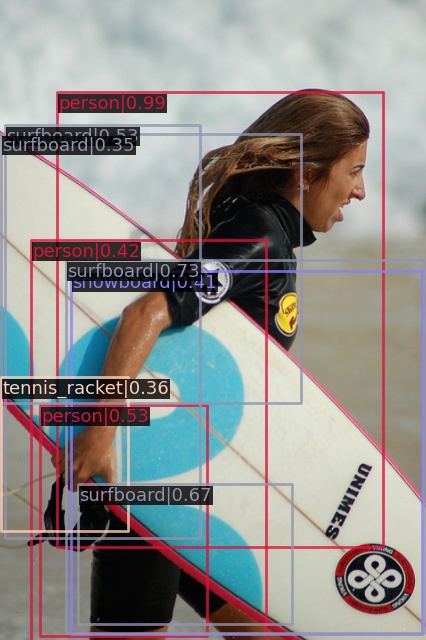 person|0.99
surfboard|0.53
surfboard|0.35
person|0.42
surfboard|0.73
snowboard|0.41
tennis_racket|0.36
person|0.53
surfboard|0.67
UNIMES
VIKING